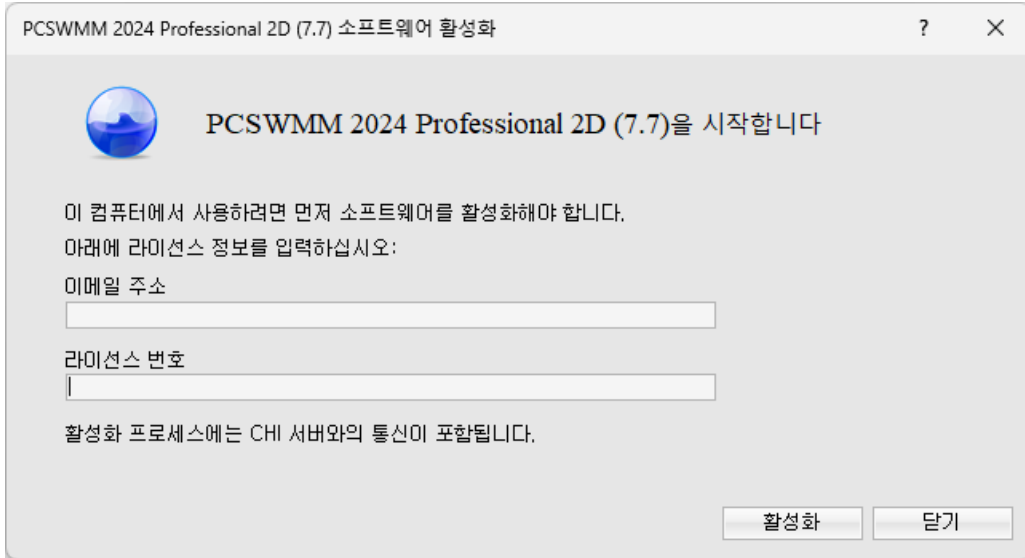 PCSWMM 2024 Professional 2D (7.7) 소프트웨어 활성화
PCSWMM 2024 Professional 2D (7.7)을 시작합니다
이 컴퓨터에서 사용하려면 먼저 소프트웨어를 활성화해야 합니다.
아래에 라이선스 정보를 입력하십시오:
이메일 주소
라이선스 번호
활성화 프로세스에는 CHI 서버와의 통신이 포함됩니다.
활성화 닫기